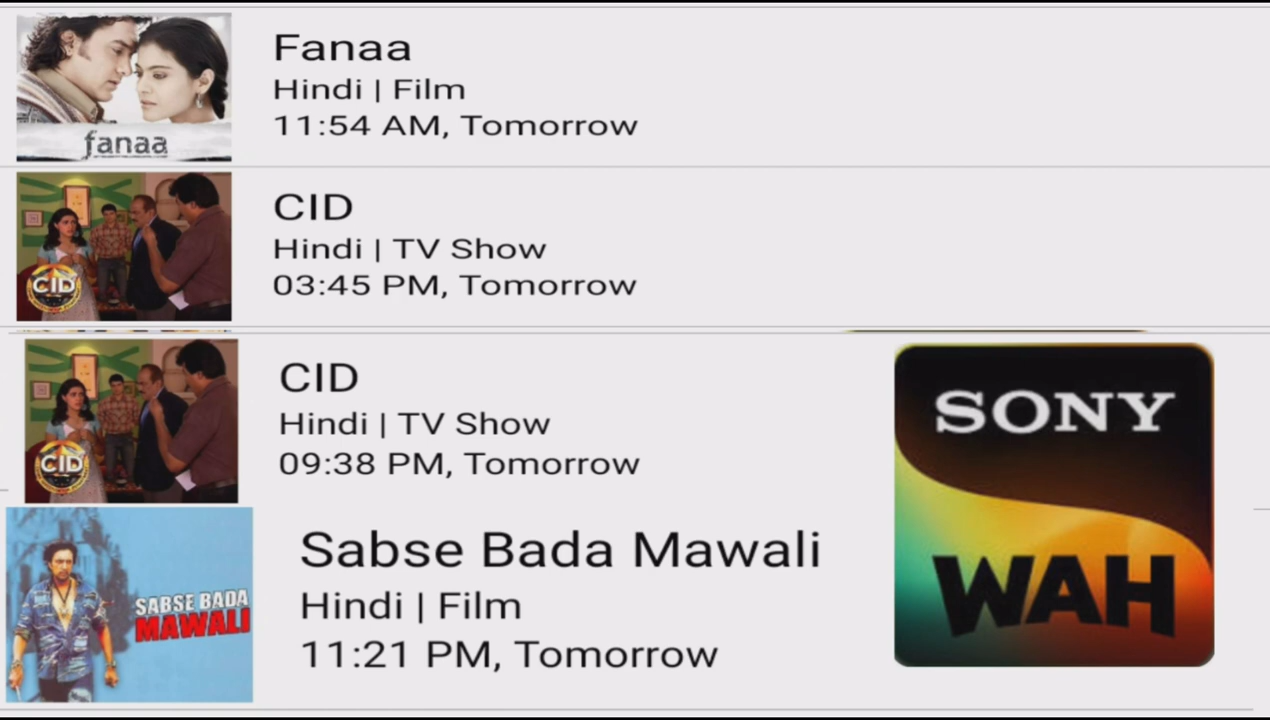 fanaa
Fanaa
Hindi | Film
11:54 AM, Tomorrow
CID
CID
Hindi | TV Show
03:45 PM, Tomorrow
CID
CID
Hindi | TV Show
09:38 PM, Tomorrow
SONY
WAH
SABSE BADA
MAWALI
Sabse Bada Mawali
Hindi | Film
11:21 PM, Tomorrow